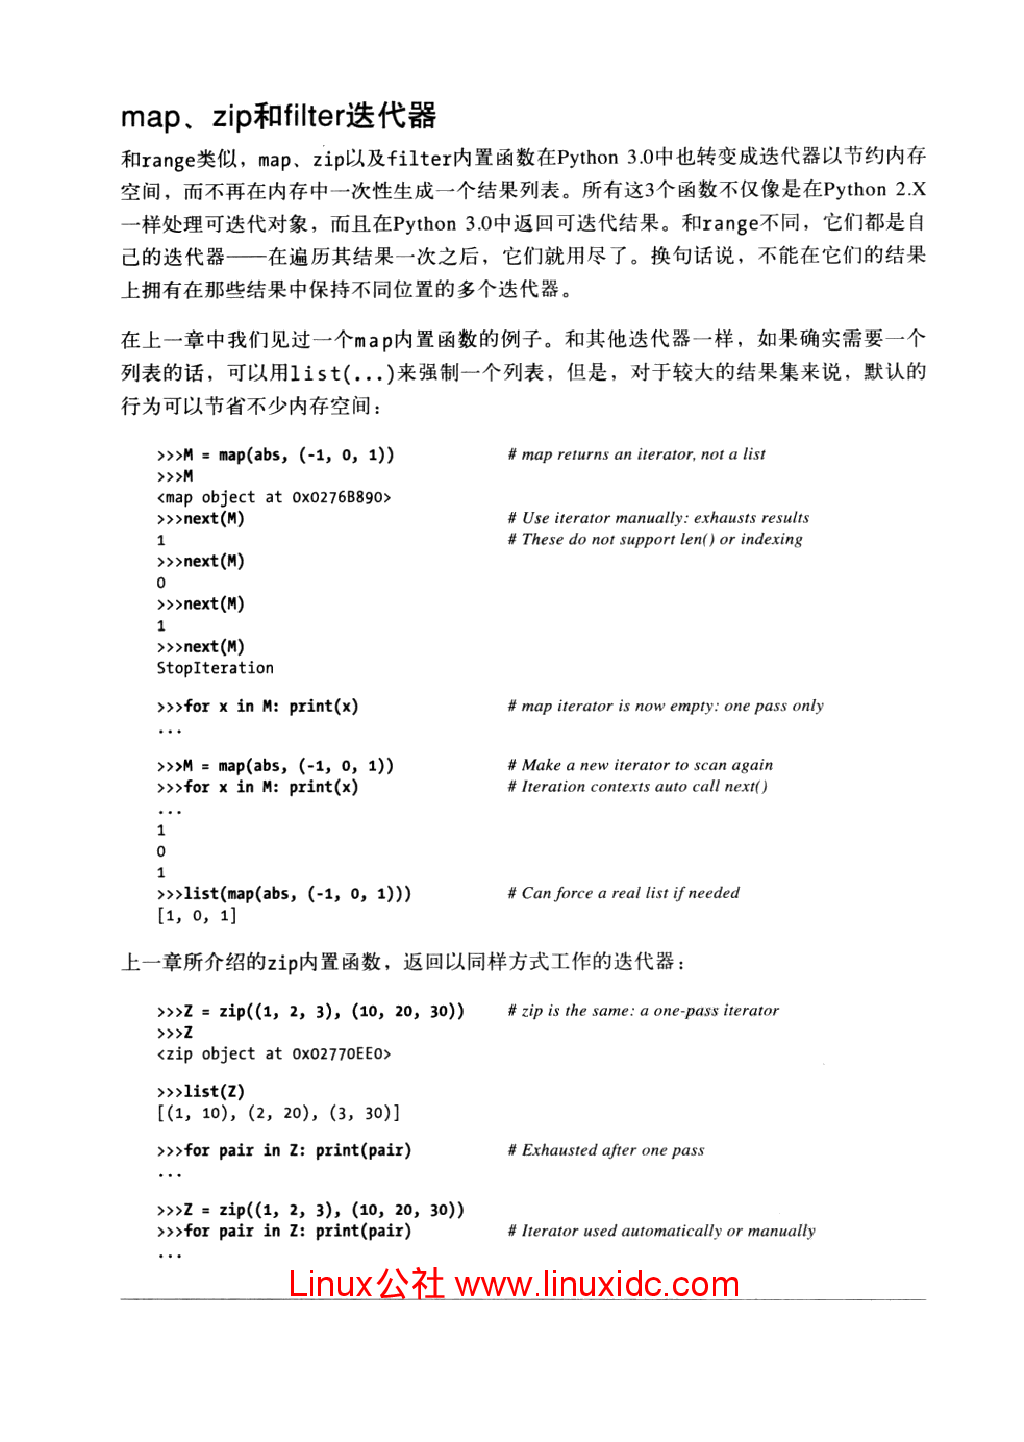 map、zip和filter迭代器
和range类似，map、zip以及filter内置函数在Python 3.0中也转变成迭代器以节约内存
空间，而不再在内存中一次性生成一个结果列表。所有这3个函数不仅像是在Python 2.X
一样处理可迭代对象，而且在Python 3.0中返回可迭代结果。和range不同，它们都是自
己的迭代器——在遍历其结果一次之后，它们就用尽了。换句话说，不能在它们的结果
上拥有在那些结果中保持不同位置的多个迭代器。
在上一章中我们见过一个map内置函数的例子。和其他迭代器一样，如果确实需要一个
列表的话，可以用list(...)来强制一个列表，但是，对于较大的结果集来说，默认的
行为可以节省不少内存空间：
>>>M = map(abs, (-1, 0, 1)) # map returns an iterator, not a list
>>>M
<map object at 0x0276B890>
>>>next(M) # Use iterator manually: exhausts results
1 # These do not support len() or indexing
>>>next(M)
0
>>>next(M)
1
>>>next(M)
StopIteration
>>>for x in M: print(x) # map iterator is now empty: one pass only
...
>>>M = map(abs, (-1, 0, 1)) # Make a new iterator to scan again
>>>for x in M: print(x) # Iteration contexts auto call next()
...
1
0
1
>>>list(map(abs, (-1, 0, 1))) # Can force a real list if needed
[1, 0, 1]
上一章所介绍的zip内置函数，返回以同样方式工作的迭代器：
>>>Z = zip((1, 2, 3), (10, 20, 30)) # zip is the same: a one-pass iterator
>>>Z
<zip object at 0x02770EE0>
>>>list(Z)
[(1, 10), (2, 20), (3, 30)]
>>>for pair in Z: print(pair) # Exhausted after one pass
...
>>>Z = zip((1, 2, 3), (10, 20, 30))
>>>for pair in Z: print(pair) # Iterator used automatically or manually
...
Linux公社 www.linuxidc.com